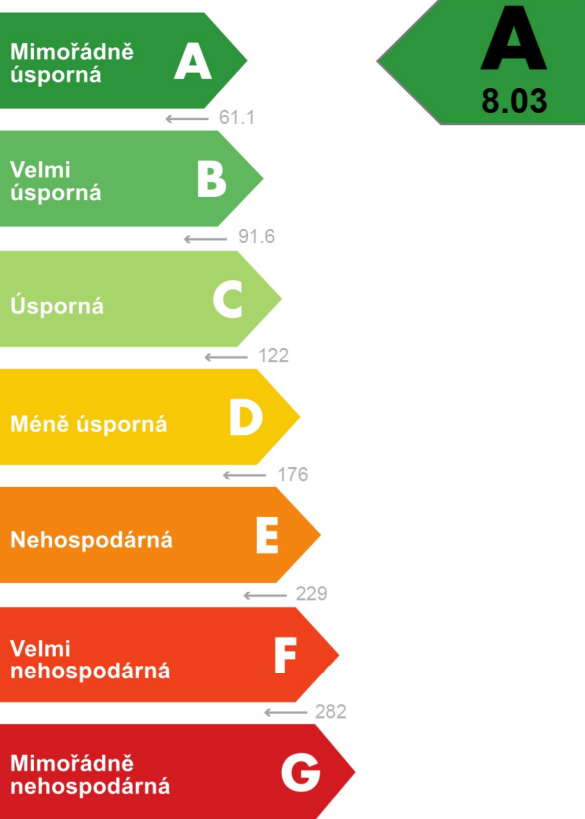 Mimořádně
úsporná
A
A
8.03
61.1
Velmi
úsporná
B
91.6
Úsporná
C
122
Méně úsporná
D
176
Nehospodárná
E
229
Velmi
nehospodárná
F
282
Mimořádně
nehospodárná
G